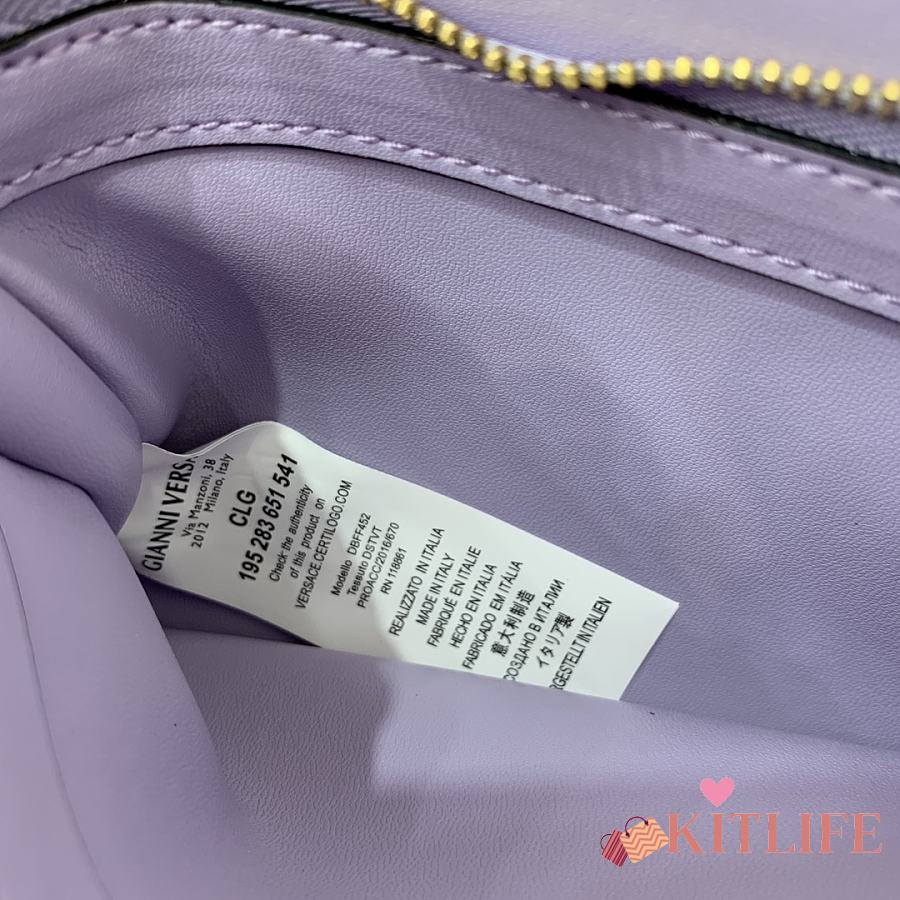 GIANNI VERS
Via Manzoni, 38
2012 Milano, Italy
CLG
195 283 651 541
Check the authenticity
of this product on
VERSACE.CERTILOGO.COM
Modello DBFF452
Tessuto DSTVT
PROACC/2016/670
RN 118861
REALIZZATO IN ITALIA
MADE IN ITALY
FABRIQUÉ EN ITALIE
HECHO EN ITALIA
FABRICADO EM ITÁLIA
意大利制造
СОЗДАНО В ИТАЛИИ
イタリア製
RGESTELLT IN ITALIEN
KITLIFE